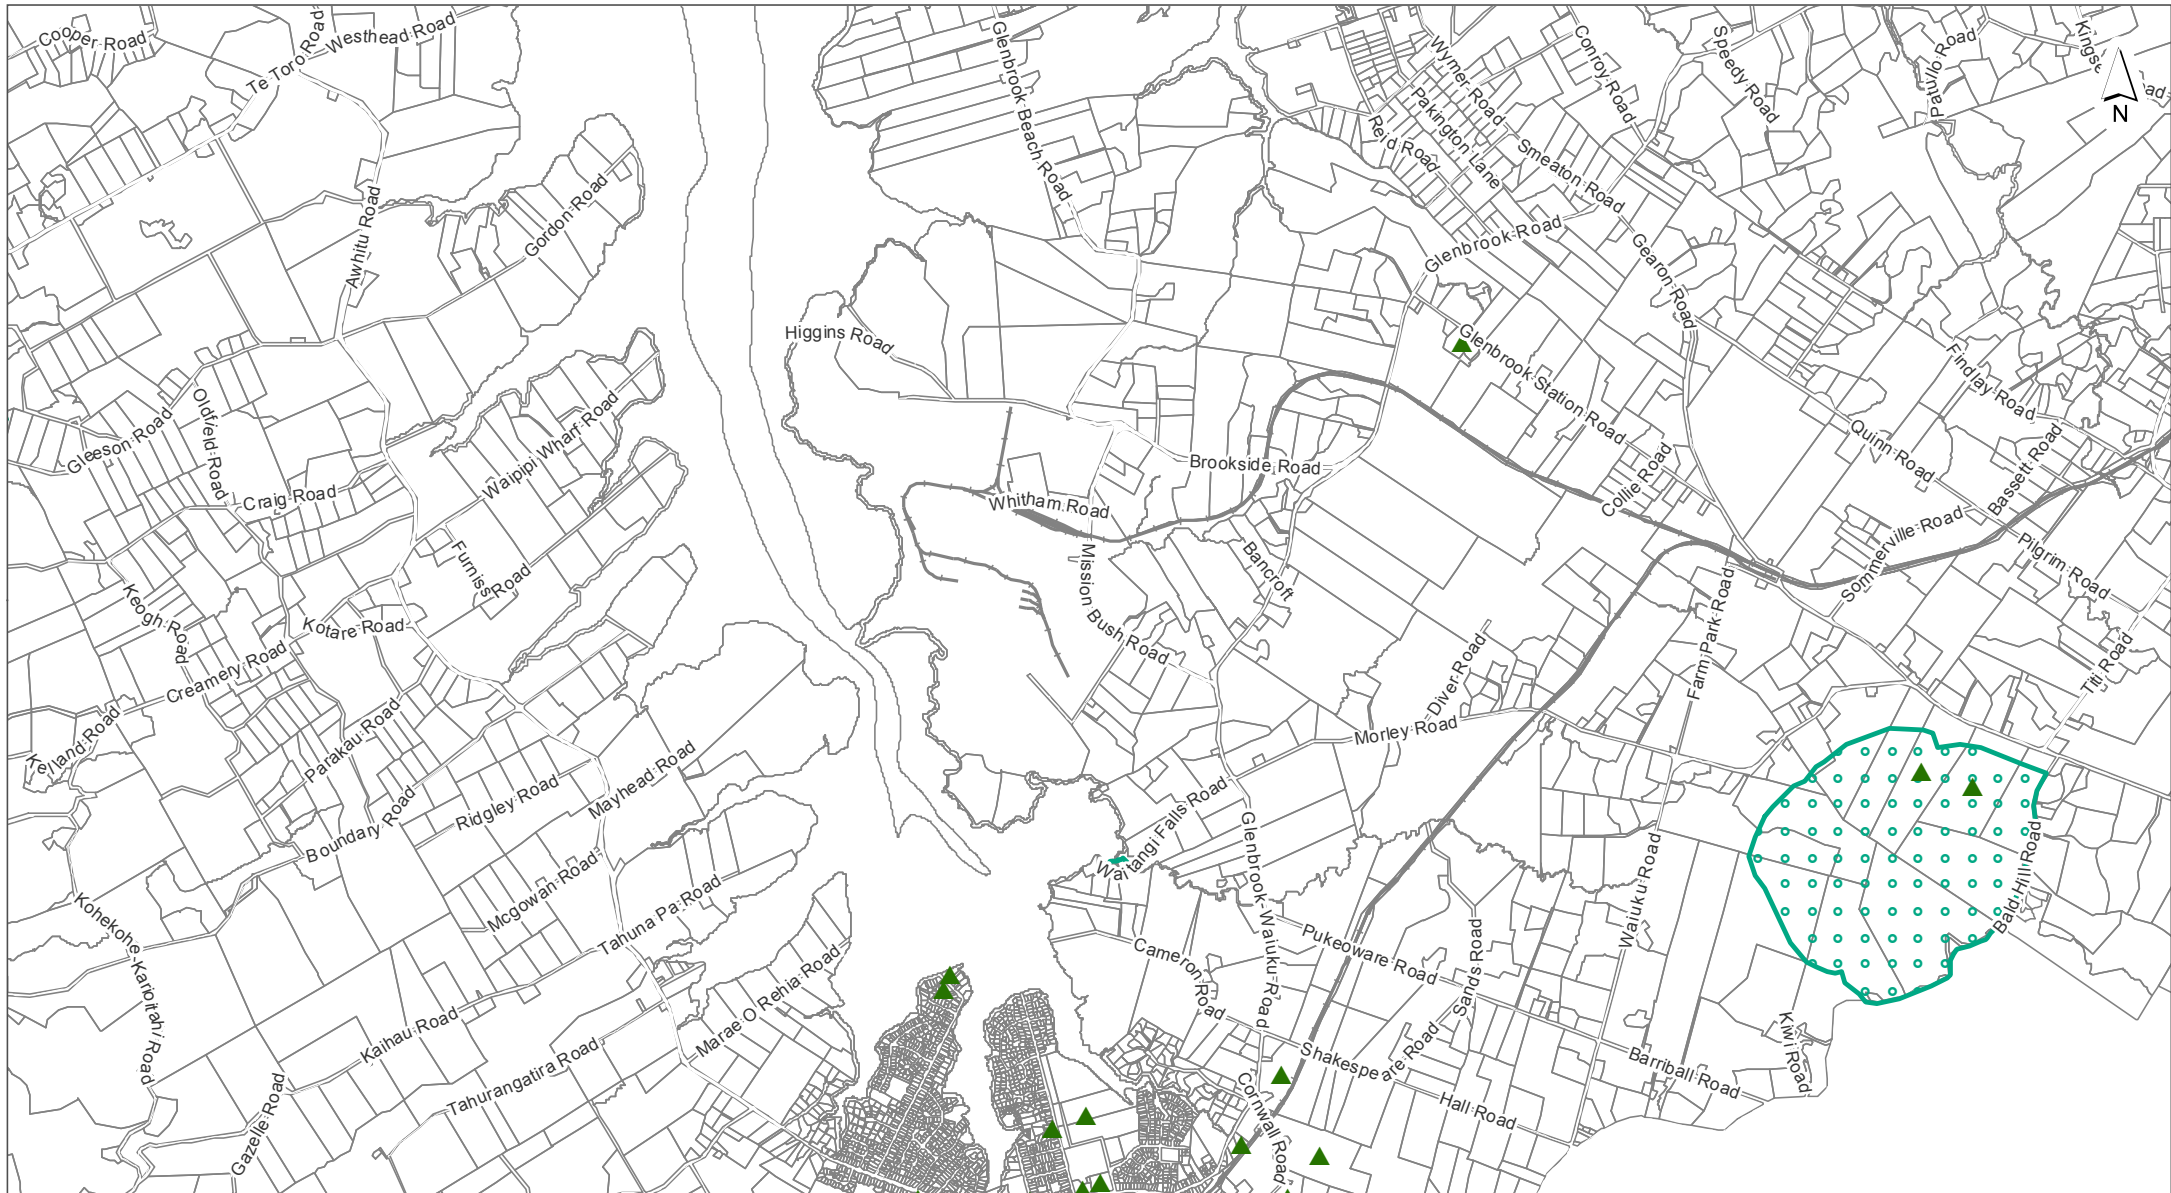 Cooper Road
Westhead Road
Te Toro Roa
Glenbrook Beach Road
Wymer Road
Conroy Road
Speedy Road
Patullo Road
Kingse
ad
N
Pakington Lane
Reid Road
Smeaton Road
Gordon Road
Awhitu Road
Glenbrook Road
Gearon Road
Higgins Road
Glenbrook Station Road
Findlay Road
Oldfield Road
Gleeson Road
Waipipi Wharf Road
Quinn Road
Brookside Road
Bassett Road
Collie Road
Craig Road
Whitham Road
Sommerville Road
Pilgrim Road
Furniss Road
Bancroft
Mission Bush Road
Keogh Road
Kotare Road
Farm Park Road
Diver Road
Titi Road
Creamery Road
Kelland Road
Parakau Road
Morley Road
Mayhead Road
Ridgley Road
Boundary Road
Waitangi Falls Road
Glenbrook-Waiuku Road
Mcgowan Road
Bald Hill Road
Waiuku Road
Tahuna Pa Road
Kohekohe-Karioitahi Road
Pukeoware Road
Sands Road
Cameron Road
Marae O Rehia Road
Kaihau Road
Kiwi Road
Tahurangatira Road
Shakespeare Road
Barriball Road
Gazelle Road
Cornwall Road
Hall Road